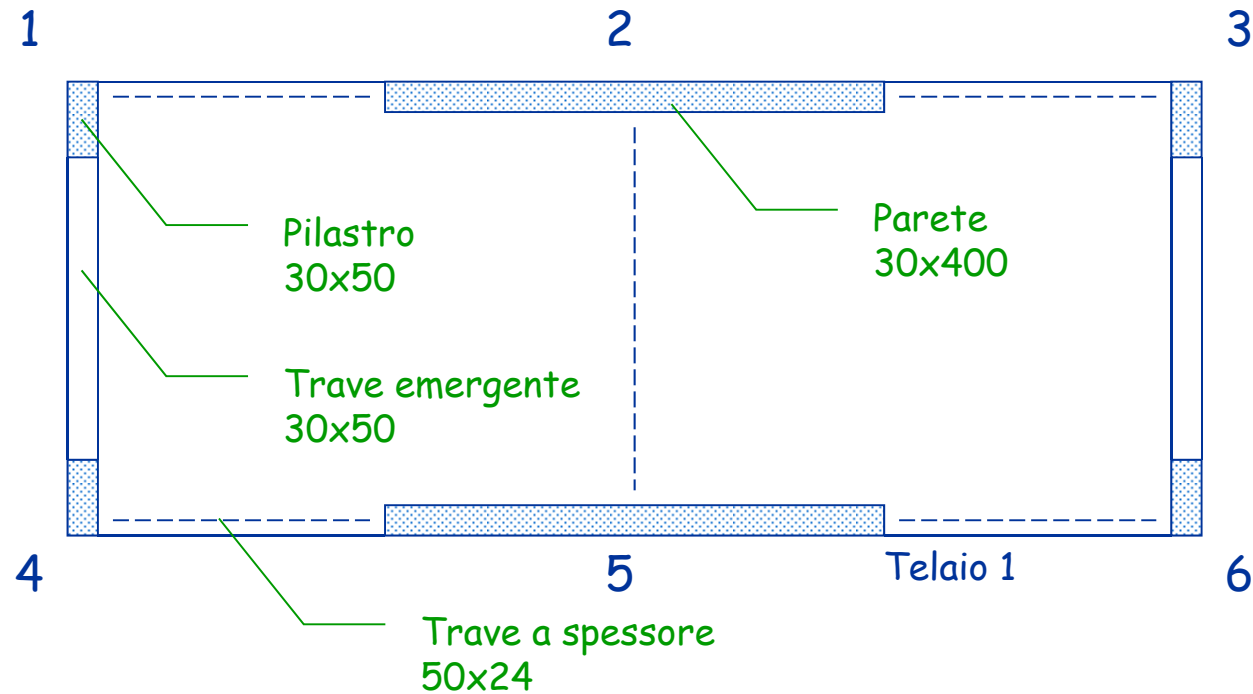 1
2
3
Pilastro
30x50
Parete
30x400
Trave emergente
30x50
4
5
Telaio 1
6
Trave a spessore
50x24